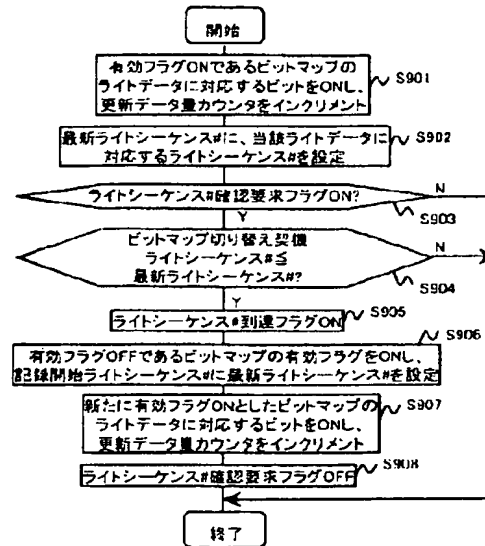 開始
有効フラグONであるビットマップの
ライトデータに対応するビットをONし、
更新データ量カウンタをインクリメント
S901
最新ライトシーケンス#に、当該ライトデータに
対応するライトシーケンス#を設定
S902
ライトシーケンス#確認要求フラグON?
N
S903
Y
ビットマップ切り替え契機
ライトシーケンス#≦
最新ライトシーケンス#?
N
S904
Y
ライトシーケンス#到達フラグON
S905
有効フラグOFFであるビットマップの有効フラグをONし、
記録開始ライトシーケンス#に最新ライトシーケンス#を設定
S906
新たに有効フラグONとしたビットマップの
ライトデータに対応するビットをONし、
更新データ量カウンタをインクリメント
S907
ライトシーケンス#確認要求フラグOFF
S908
終了